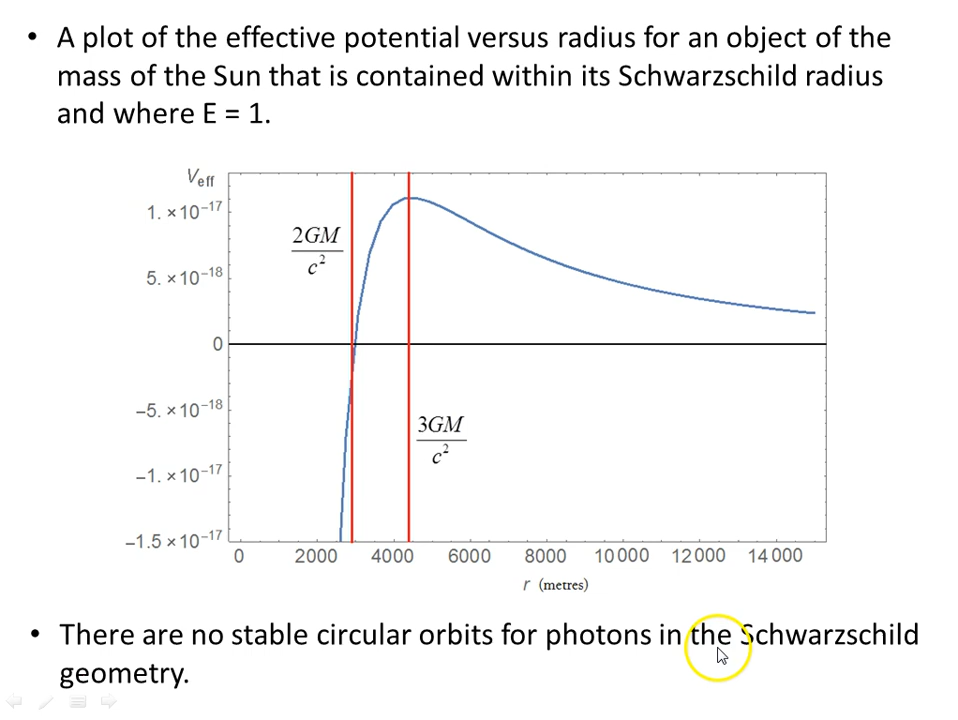 • A plot of the effective potential versus radius for an object of the
mass of the Sun that is contained within its Schwarzschild radius
and where E = 1.
Veff
1. ×10⁻¹⁷
5. ×10⁻¹⁸
0
−5. ×10⁻¹⁸
−1. ×10⁻¹⁷
−1.5 ×10⁻¹⁷
2GM
c²
3GM
c²
0 2000 4000 6000 8000 10000 12000 14000
r (metres)
• There are no stable circular orbits for photons in the Schwarzschild
geometry.